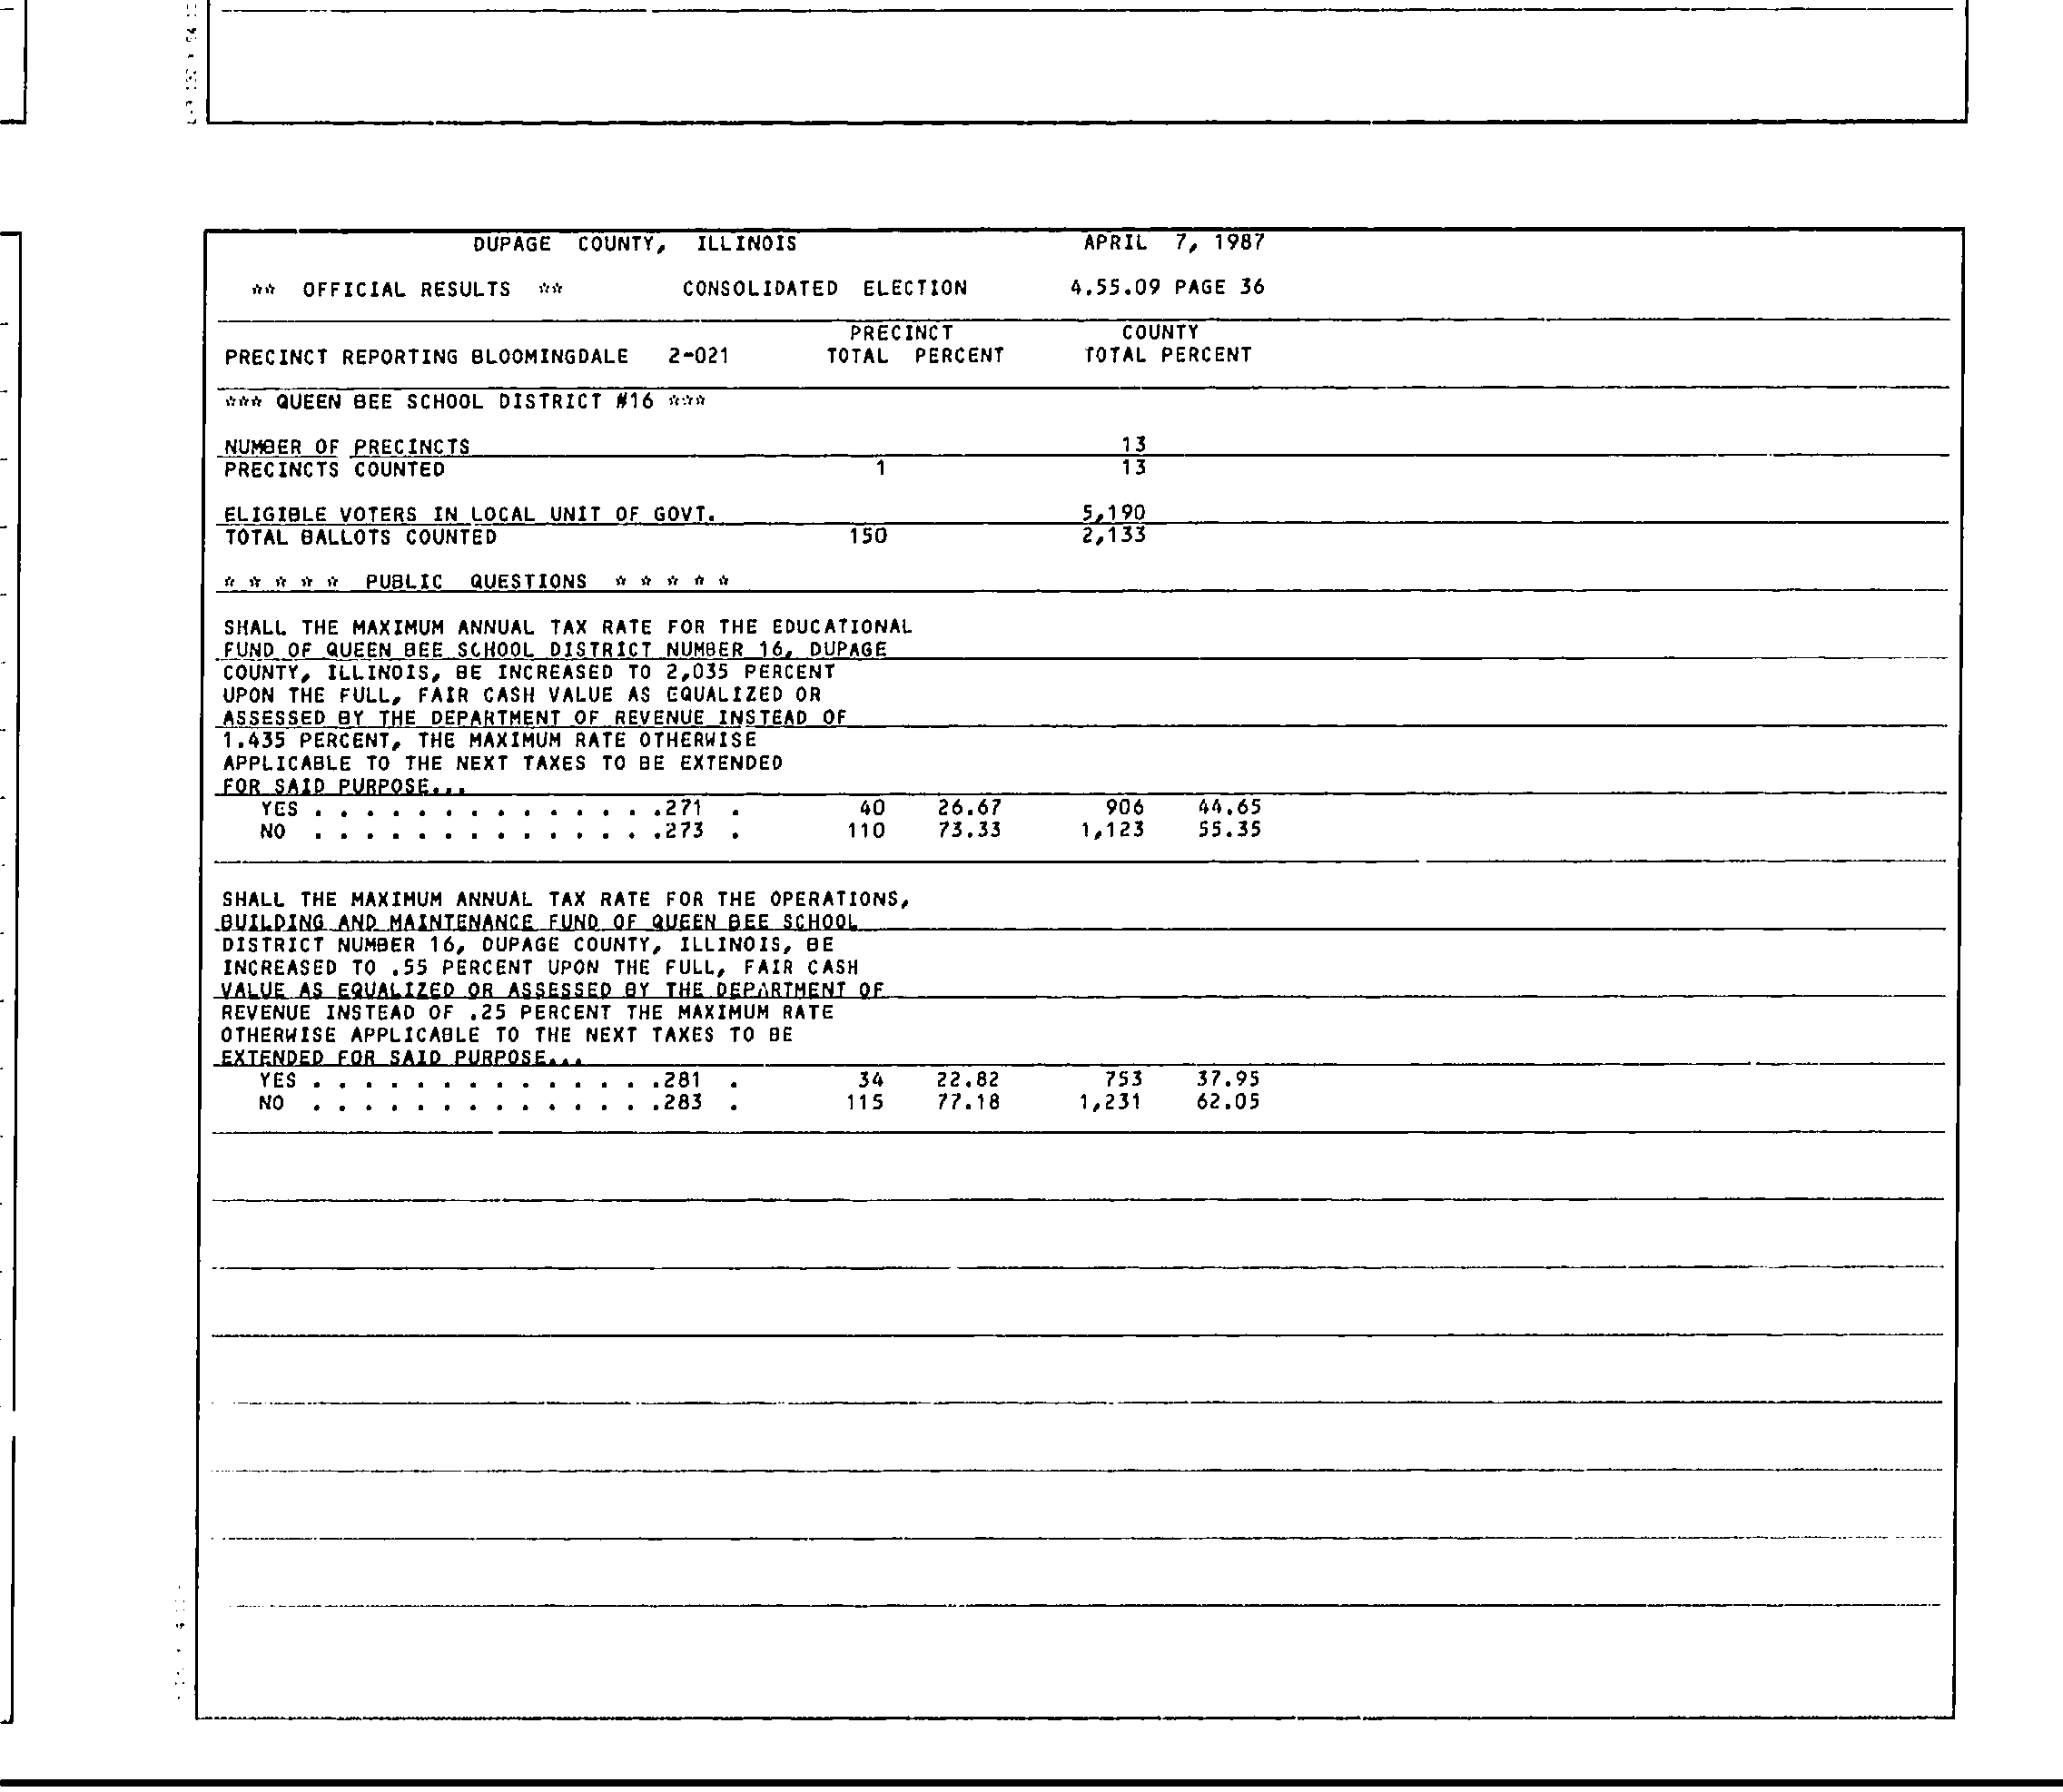 DUPAGE COUNTY, ILLINOIS APRIL 7, 1987
** OFFICIAL RESULTS ** CONSOLIDATED ELECTION 4.55.09 PAGE 36
PRECINCT COUNTY
PRECINCT REPORTING BLOOMINGDALE 2-021 TOTAL PERCENT TOTAL PERCENT
*** QUEEN BEE SCHOOL DISTRICT #16 ***
NUMBER OF PRECINCTS 13
PRECINCTS COUNTED 1 13
ELIGIBLE VOTERS IN LOCAL UNIT OF GOVT. 5,190
TOTAL BALLOTS COUNTED 150 2,133
* * * * * PUBLIC QUESTIONS * * * * *
SHALL THE MAXIMUM ANNUAL TAX RATE FOR THE EDUCATIONAL
FUND OF QUEEN BEE SCHOOL DISTRICT NUMBER 16, DUPAGE
COUNTY, ILLINOIS, BE INCREASED TO 2,035 PERCENT
UPON THE FULL, FAIR CASH VALUE AS EQUALIZED OR
ASSESSED BY THE DEPARTMENT OF REVENUE INSTEAD OF
1.435 PERCENT, THE MAXIMUM RATE OTHERWISE
APPLICABLE TO THE NEXT TAXES TO BE EXTENDED
FOR SAID PURPOSE...
YES . . . . . . . . . . . . . .271 . 40 26.67 906 44.65
NO . . . . . . . . . . . . . .273 . 110 73.33 1,123 55.35
SHALL THE MAXIMUM ANNUAL TAX RATE FOR THE OPERATIONS,
BUILDING AND MAINTENANCE FUND OF QUEEN BEE SCHOOL
DISTRICT NUMBER 16, DUPAGE COUNTY, ILLINOIS, BE
INCREASED TO .55 PERCENT UPON THE FULL, FAIR CASH
VALUE AS EQUALIZED OR ASSESSED BY THE DEPARTMENT OF
REVENUE INSTEAD OF .25 PERCENT THE MAXIMUM RATE
OTHERWISE APPLICABLE TO THE NEXT TAXES TO BE
EXTENDED FOR SAID PURPOSE...
YES . . . . . . . . . . . . . .281 . 34 22.82 753 37.95
NO . . . . . . . . . . . . . .283 . 115 77.18 1,231 62.05